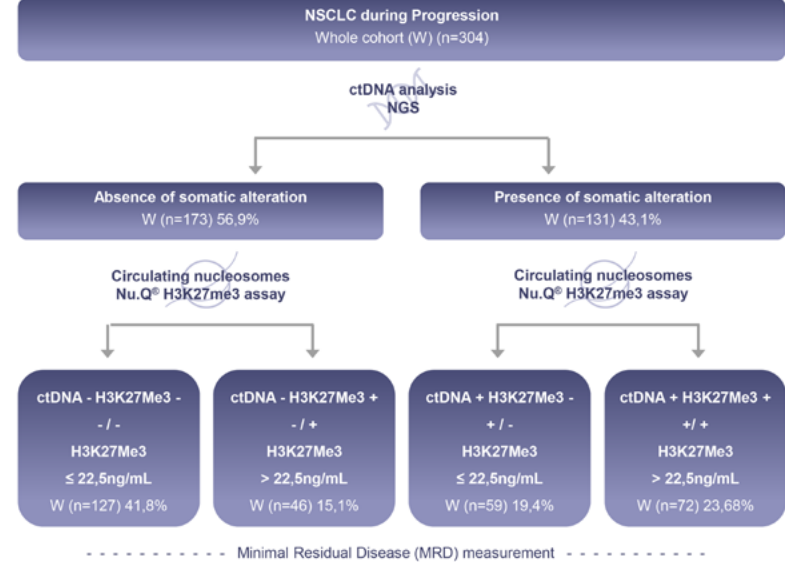 NSCLC during Progression
Whole cohort (W) (n=304)
ctDNA analysis
NGS
Absence of somatic alteration
W (n=173) 56,9%
Presence of somatic alteration
W (n=131) 43,1%
Circulating nucleosomes
Nu.Q® H3K27me3 assay
Circulating nucleosomes
Nu.Q® H3K27me3 assay
ctDNA - H3K27Me3 -
- / -
H3K27Me3
≤ 22,5ng/mL
W (n=127) 41,8%
ctDNA - H3K27Me3 +
- / +
H3K27Me3
> 22,5ng/mL
W (n=46) 15,1%
ctDNA + H3K27Me3 -
+ / -
H3K27Me3
≤ 22,5ng/mL
W (n=59) 19,4%
ctDNA + H3K27Me3 +
+/ +
H3K27Me3
> 22,5ng/mL
W (n=72) 23,68%
Minimal Residual Disease (MRD) measurement